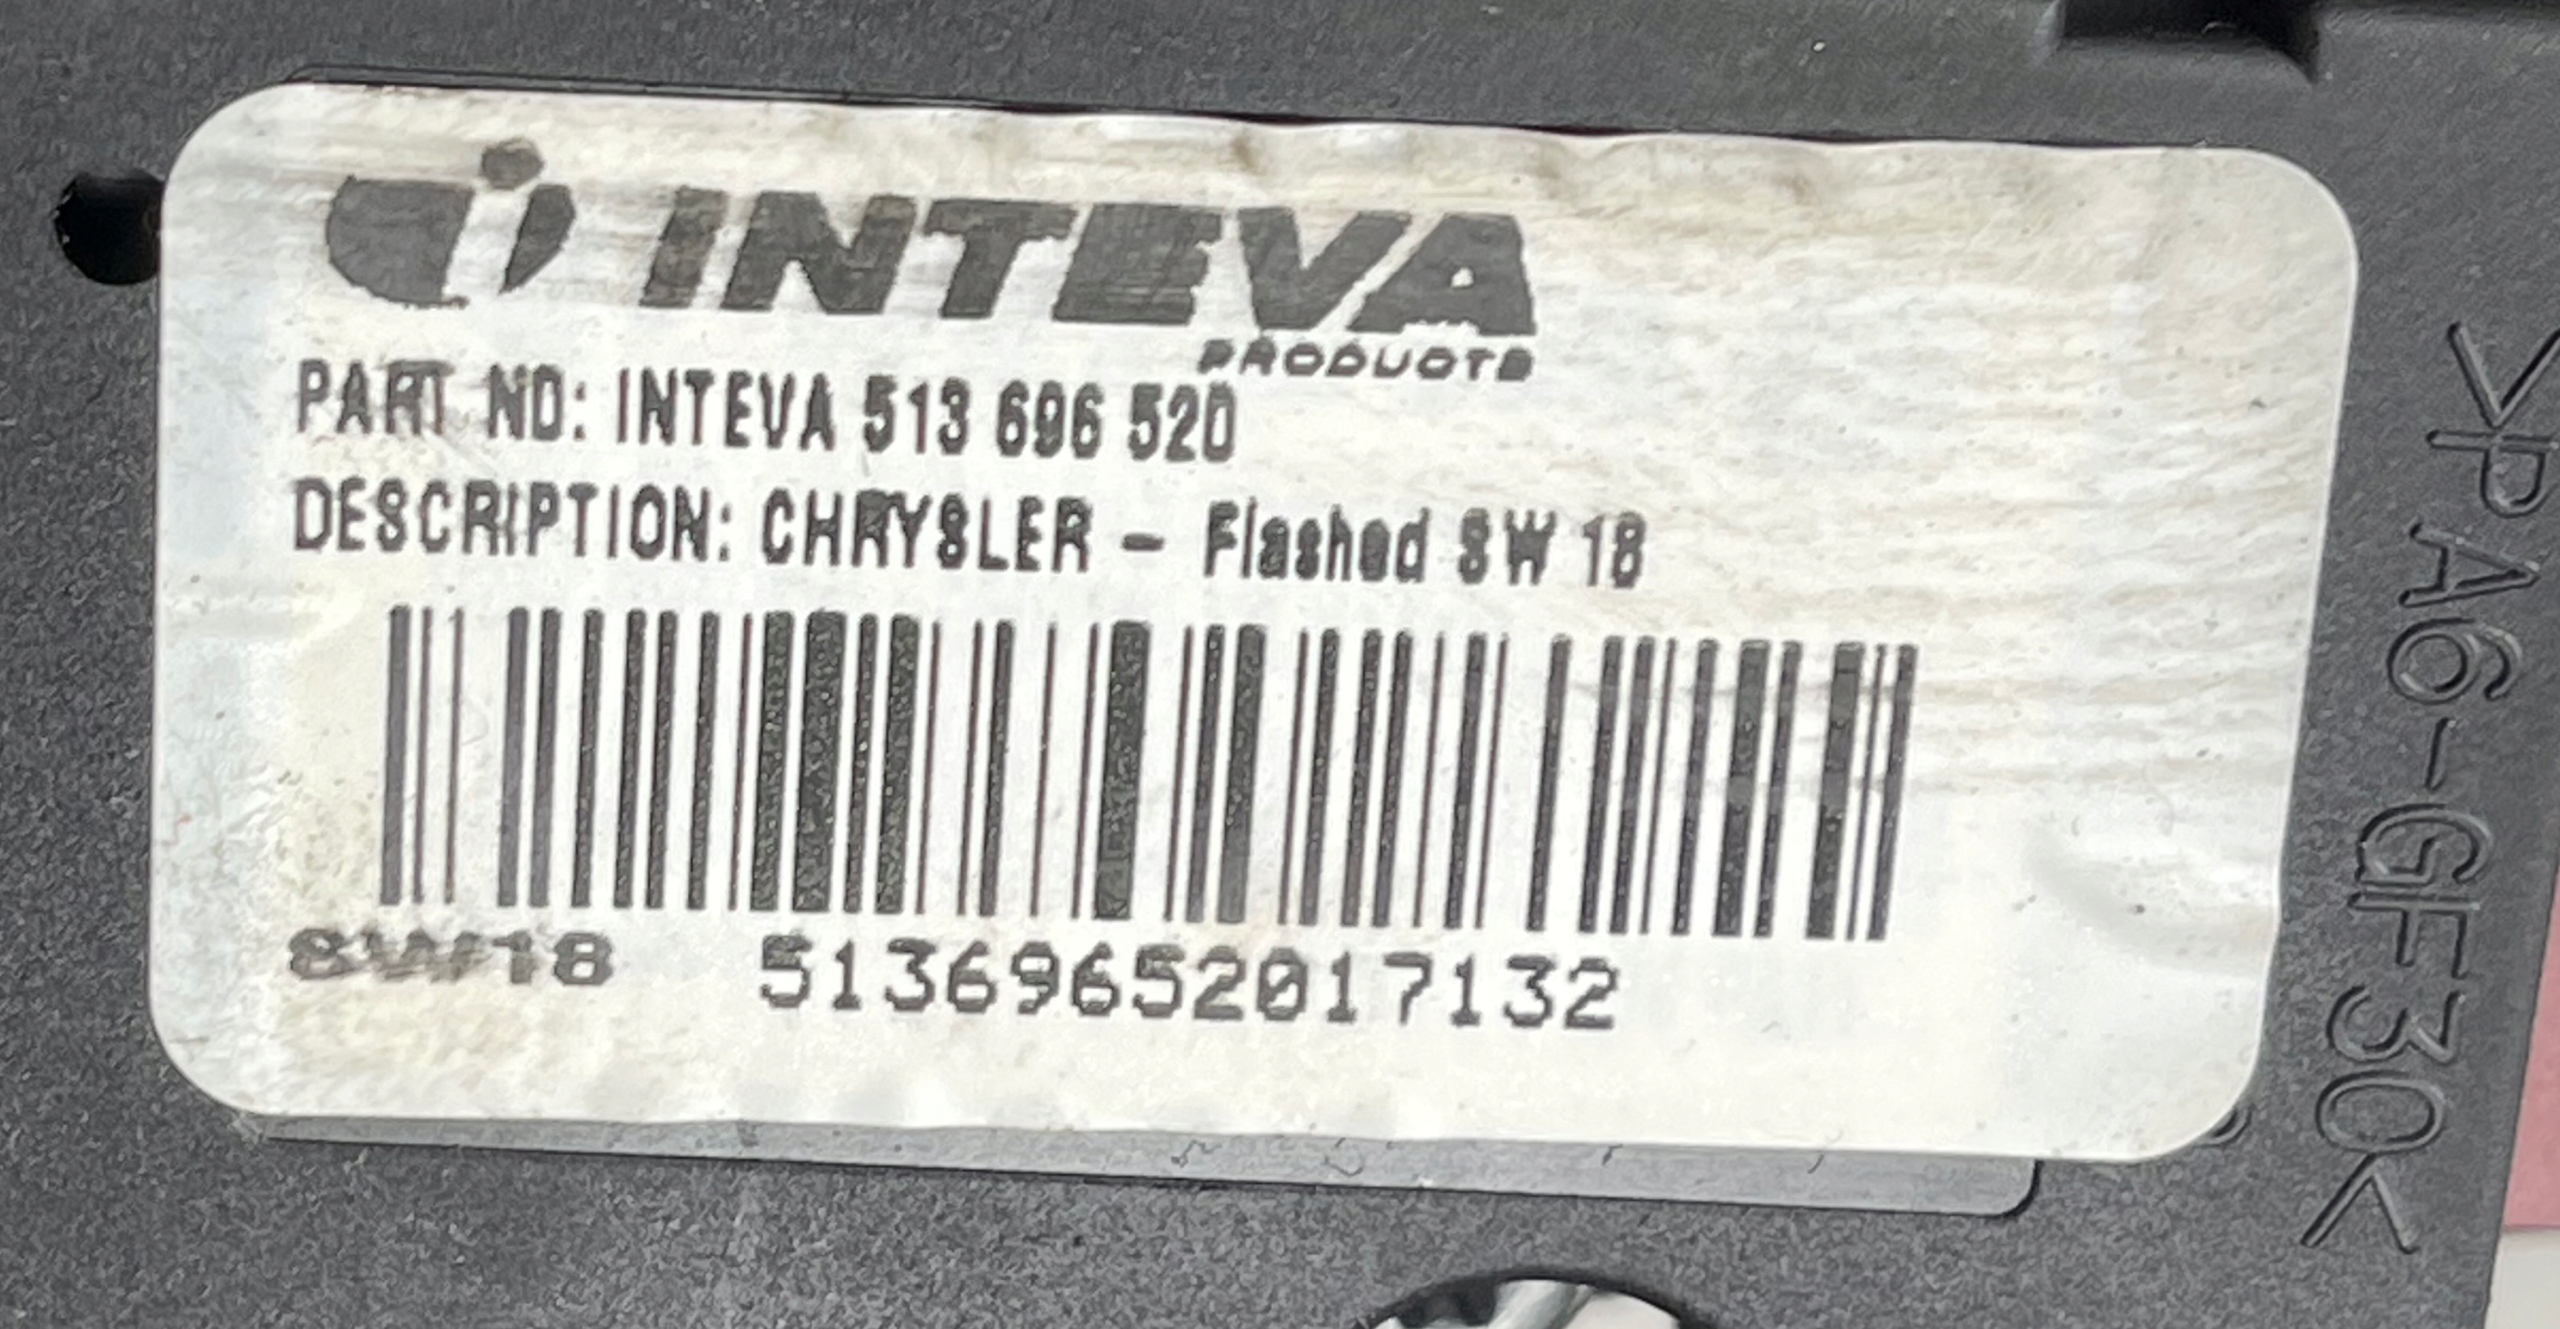 INTEVA
PRODUCTS
PART NO: INTEVA 513 696 520
DESCRIPTION: CHRYSLER - Flashed SW 18
SW18 51369652017132
>PA6-GF30<